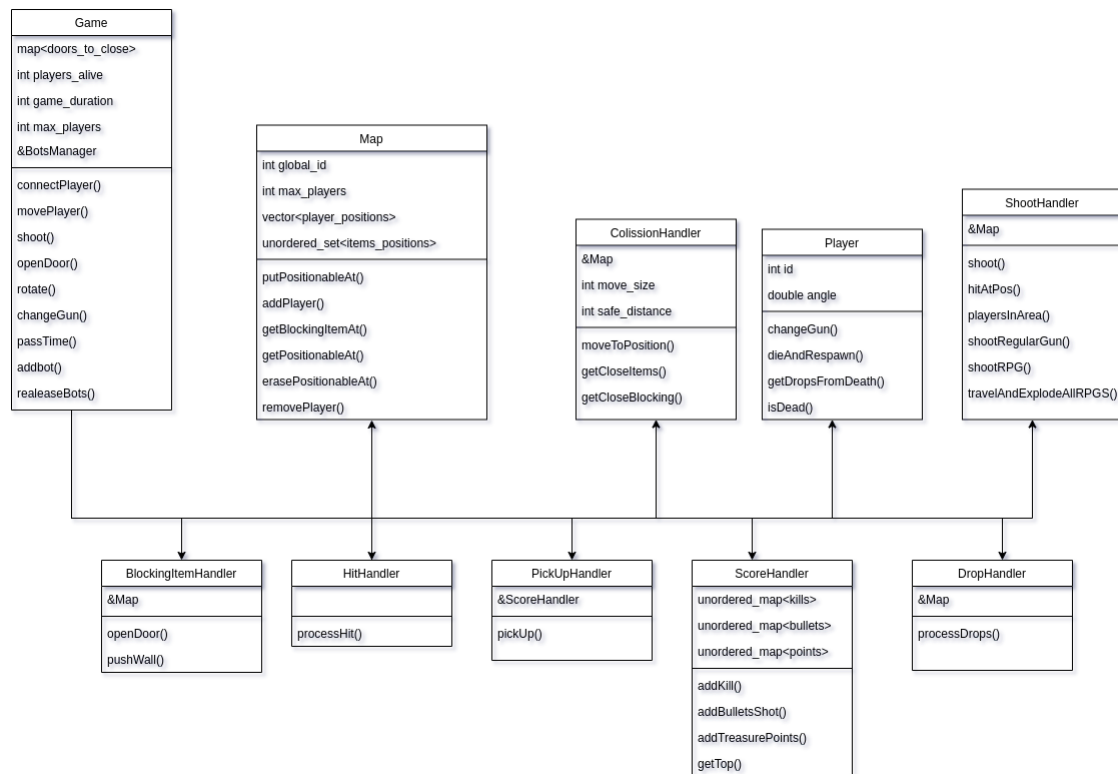 Game
map<doors_to_close>
int players_alive
int game_duration
int max_players
&BotsManager
connectPlayer()
movePlayer()
shoot()
openDoor()
rotate()
changeGun()
passTime()
addbot()
realeaseBots()
Map
int global_id
int max_players
vector<player_positions>
unordered_set<items_positions>
putPositionableAt()
addPlayer()
getBlockingItemAt()
getPositionableAt()
erasePositionableAt()
removePlayer()
ColissionHandler
&Map
int move_size
int safe_distance
moveToPosition()
getCloseItems()
getCloseBlocking()
Player
int id
double angle
changeGun()
dieAndRespawn()
getDropsFromDeath()
isDead()
ShootHandler
&Map
shoot()
hitAtPos()
playersInArea()
shootRegularGun()
shootRPG()
travelAndExplodeAllRPGS()
BlockingItemHandler
&Map
openDoor()
pushWall()
HitHandler
processHit()
PickUpHandler
&ScoreHandler
pickUp()
ScoreHandler
unordered_map<kills>
unordered_map<bullets>
unordered_map<points>
addKill()
addBulletsShot()
addTreasurePoints()
getTop()
DropHandler
&Map
processDrops()